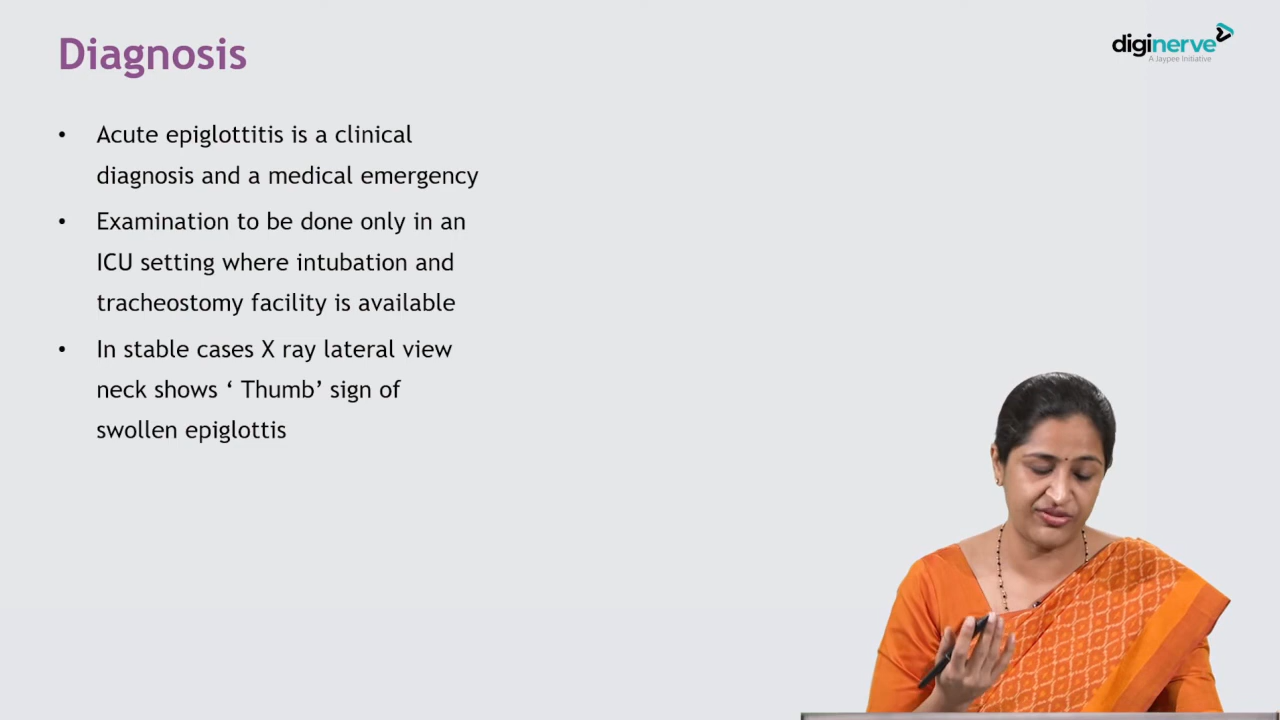 Diagnosis
diginerve
A Jaypee Initiative
• Acute epiglottitis is a clinical
diagnosis and a medical emergency
• Examination to be done only in an
ICU setting where intubation and
tracheostomy facility is available
• In stable cases X ray lateral view
neck shows ‘ Thumb’ sign of
swollen epiglottis